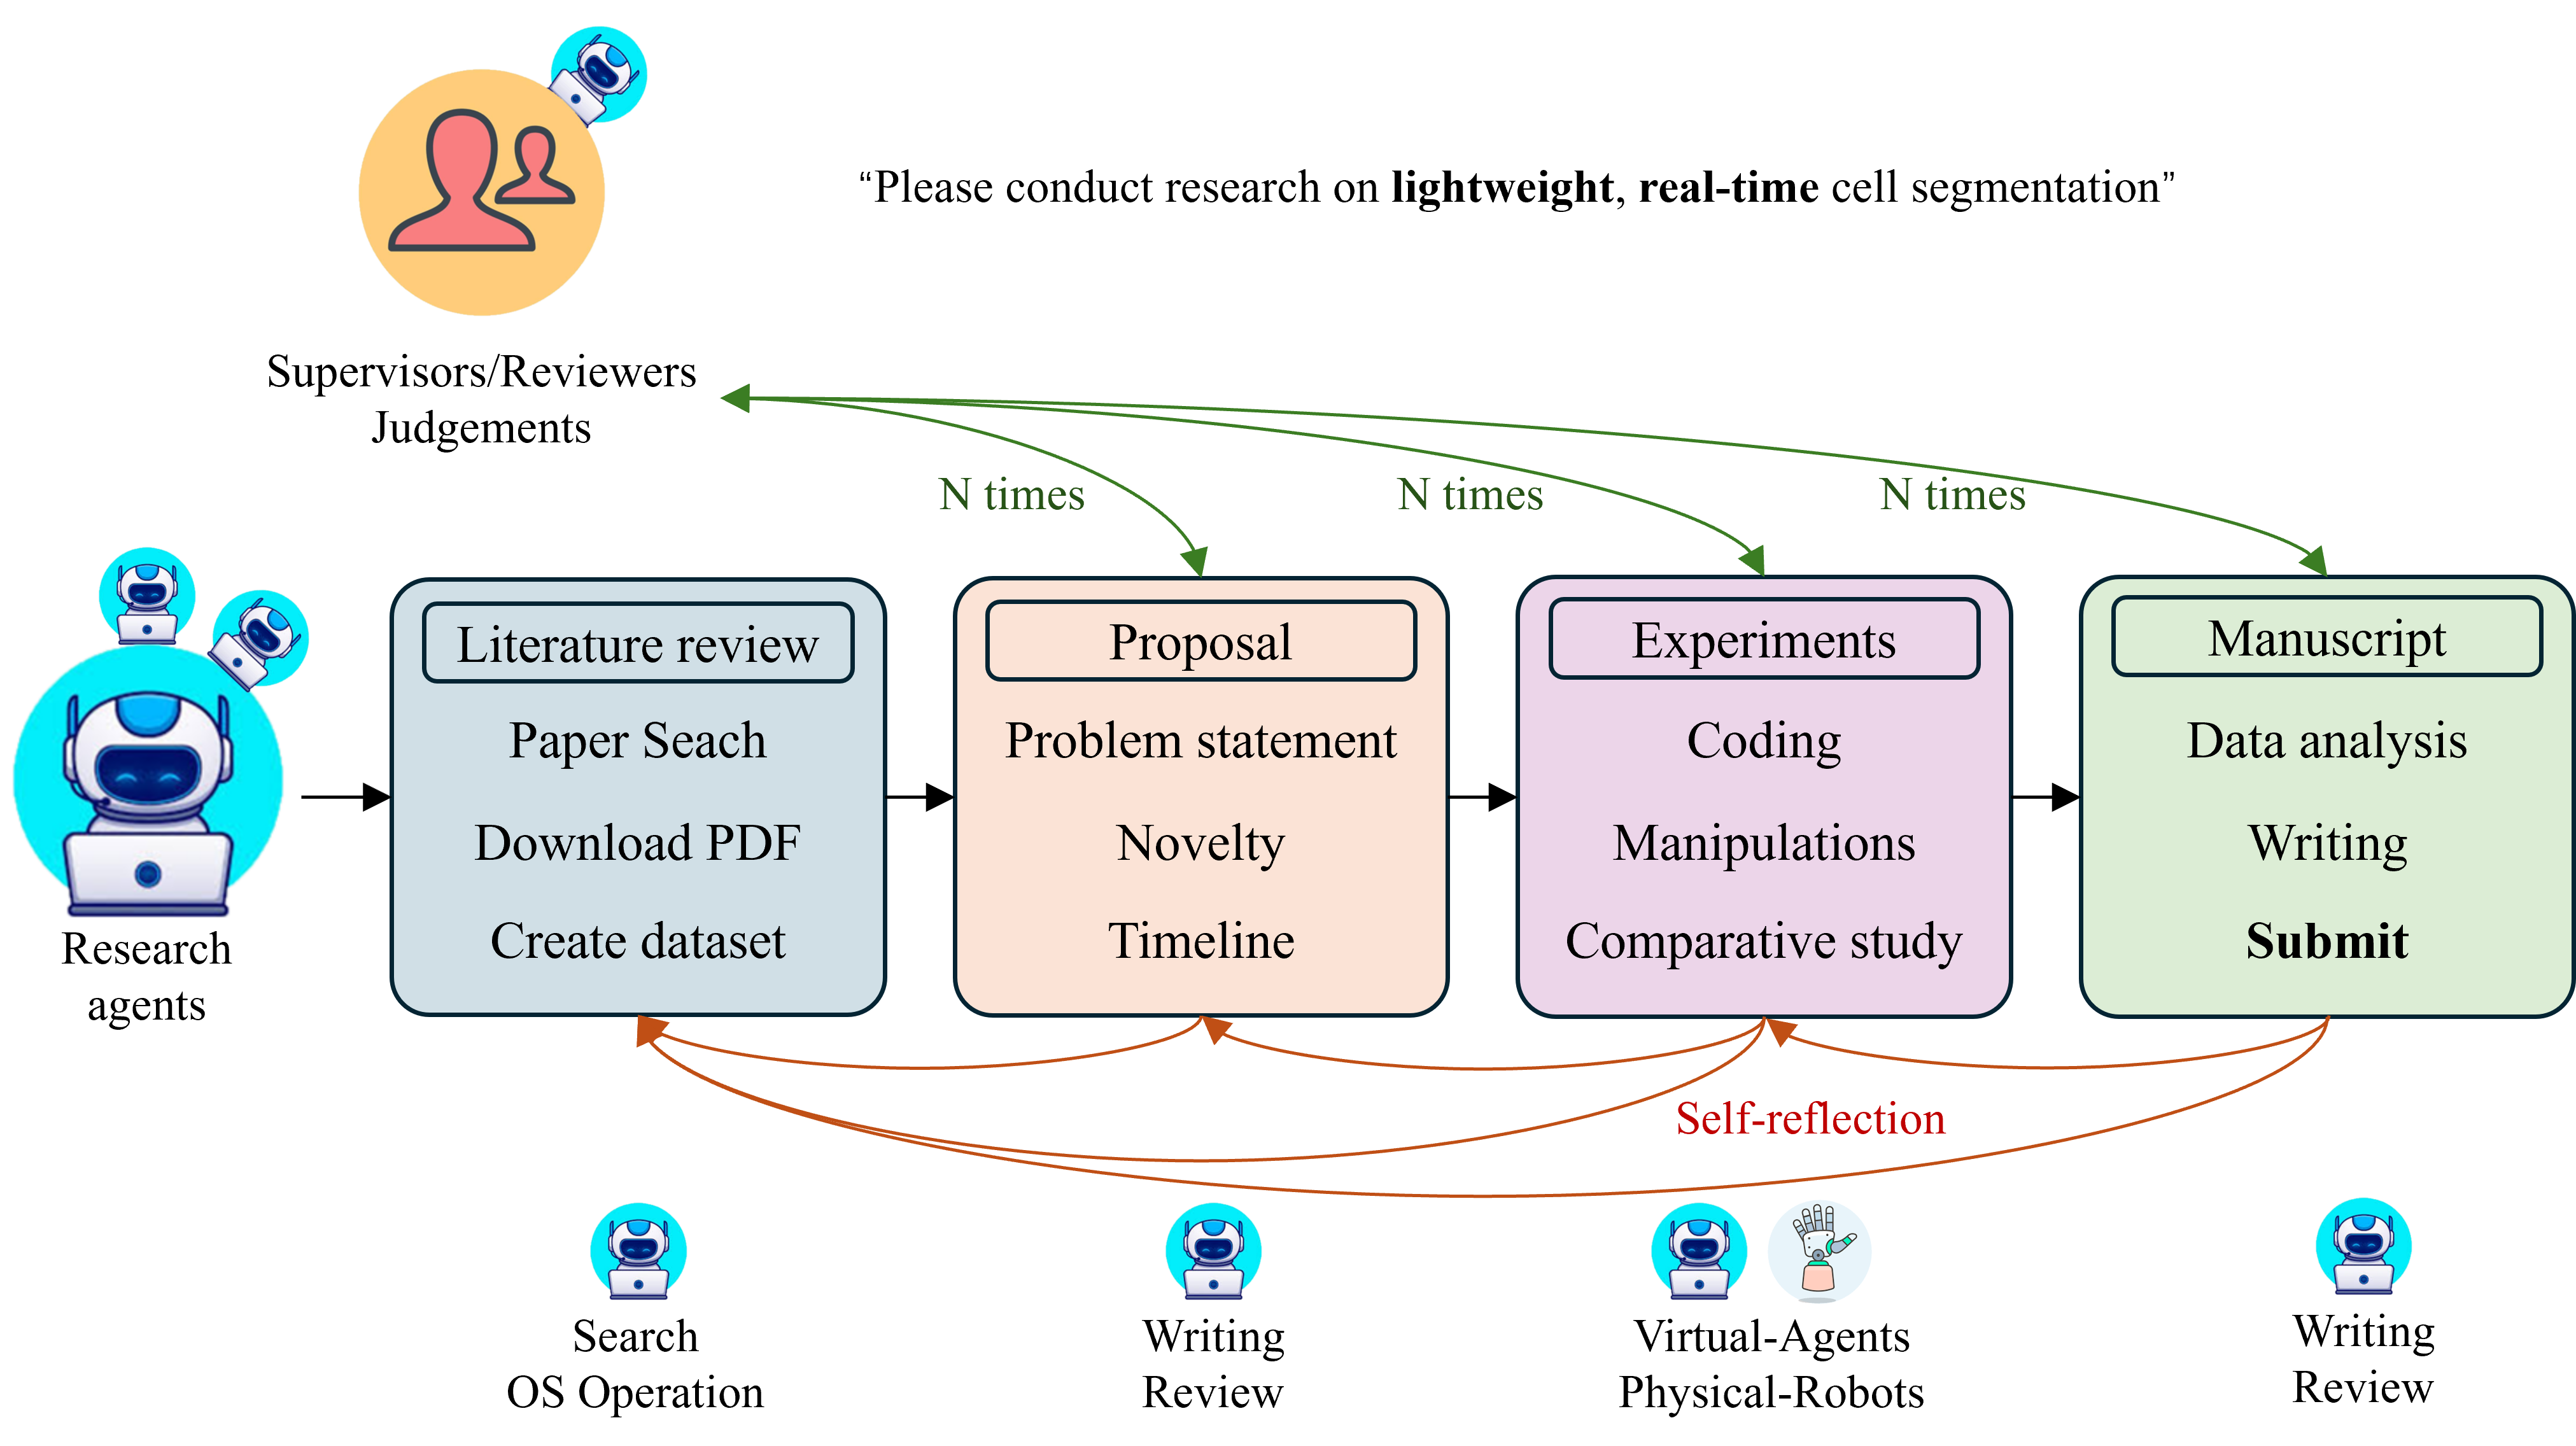 “Please conduct research on lightweight, real-time cell segmentation”
Supervisors/Reviewers
Judgements
N times
N times
N times
Research
agents
Literature review
Paper Seach
Download PDF
Create dataset
Proposal
Problem statement
Novelty
Timeline
Experiments
Coding
Manipulations
Comparative study
Manuscript
Data analysis
Writing
Submit
Self-reflection
Search
OS Operation
Writing
Review
Virtual-Agents
Physical-Robots
Writing
Review